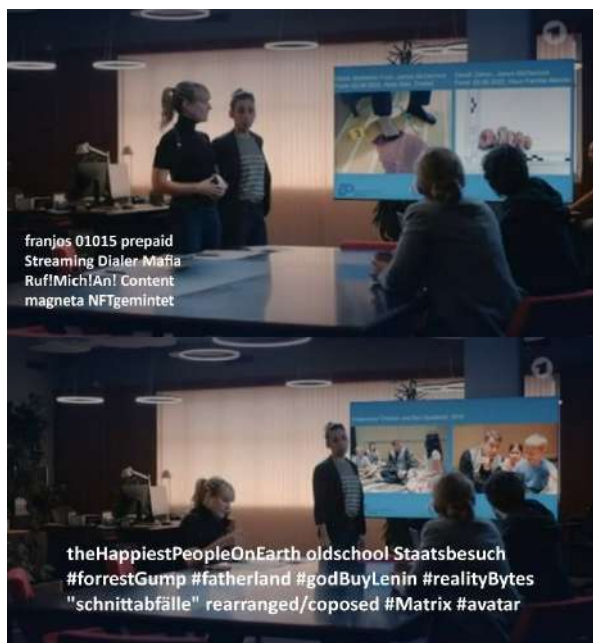 franjos 01015 prepaid
Streaming Dialer Mafia
Ruf!Mich!An! Content
magneta NFTgemintet
theHappiestPeopleOnEarth oldschool Staatsbesuch
#forrestGump #fatherland #godBuyLenin #realityBytes
"schnittabfälle" rearranged/coposed #Matrix #avatar